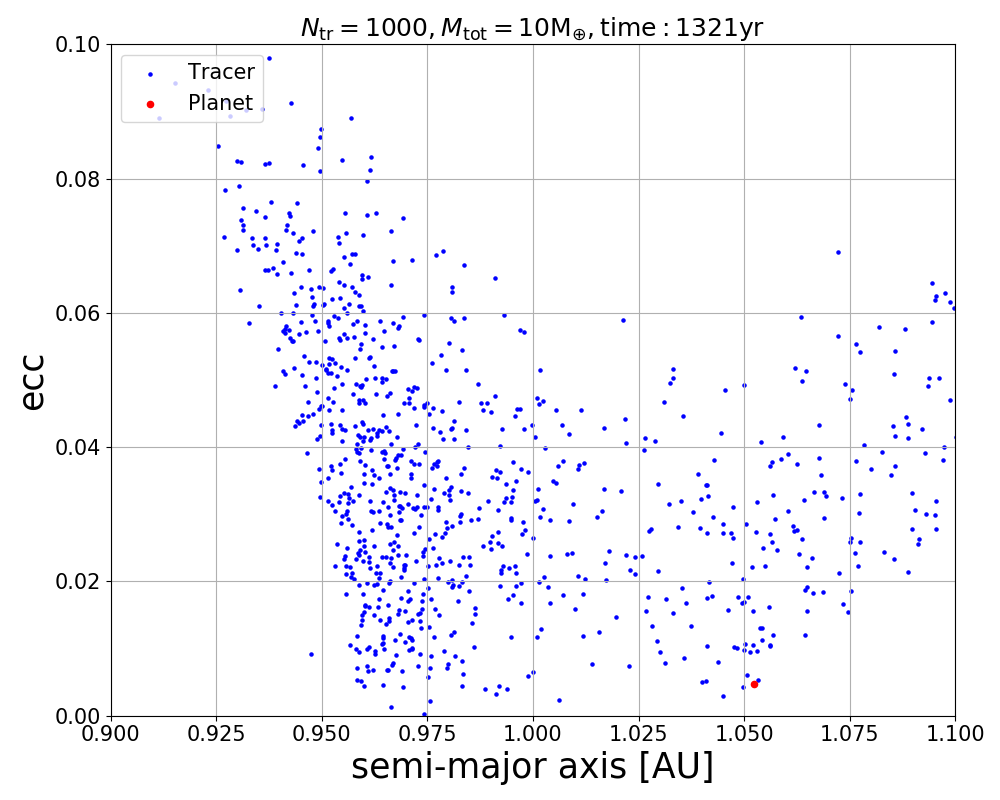 N_tr = 1000, M_tot = 10M_⊕, time : 1321yr
Tracer
Planet
0.10
0.08
0.06
0.04
0.02
0.00
ecc
0.900 0.925 0.950 0.975 1.000 1.025 1.050 1.075 1.100
semi-major axis [AU]